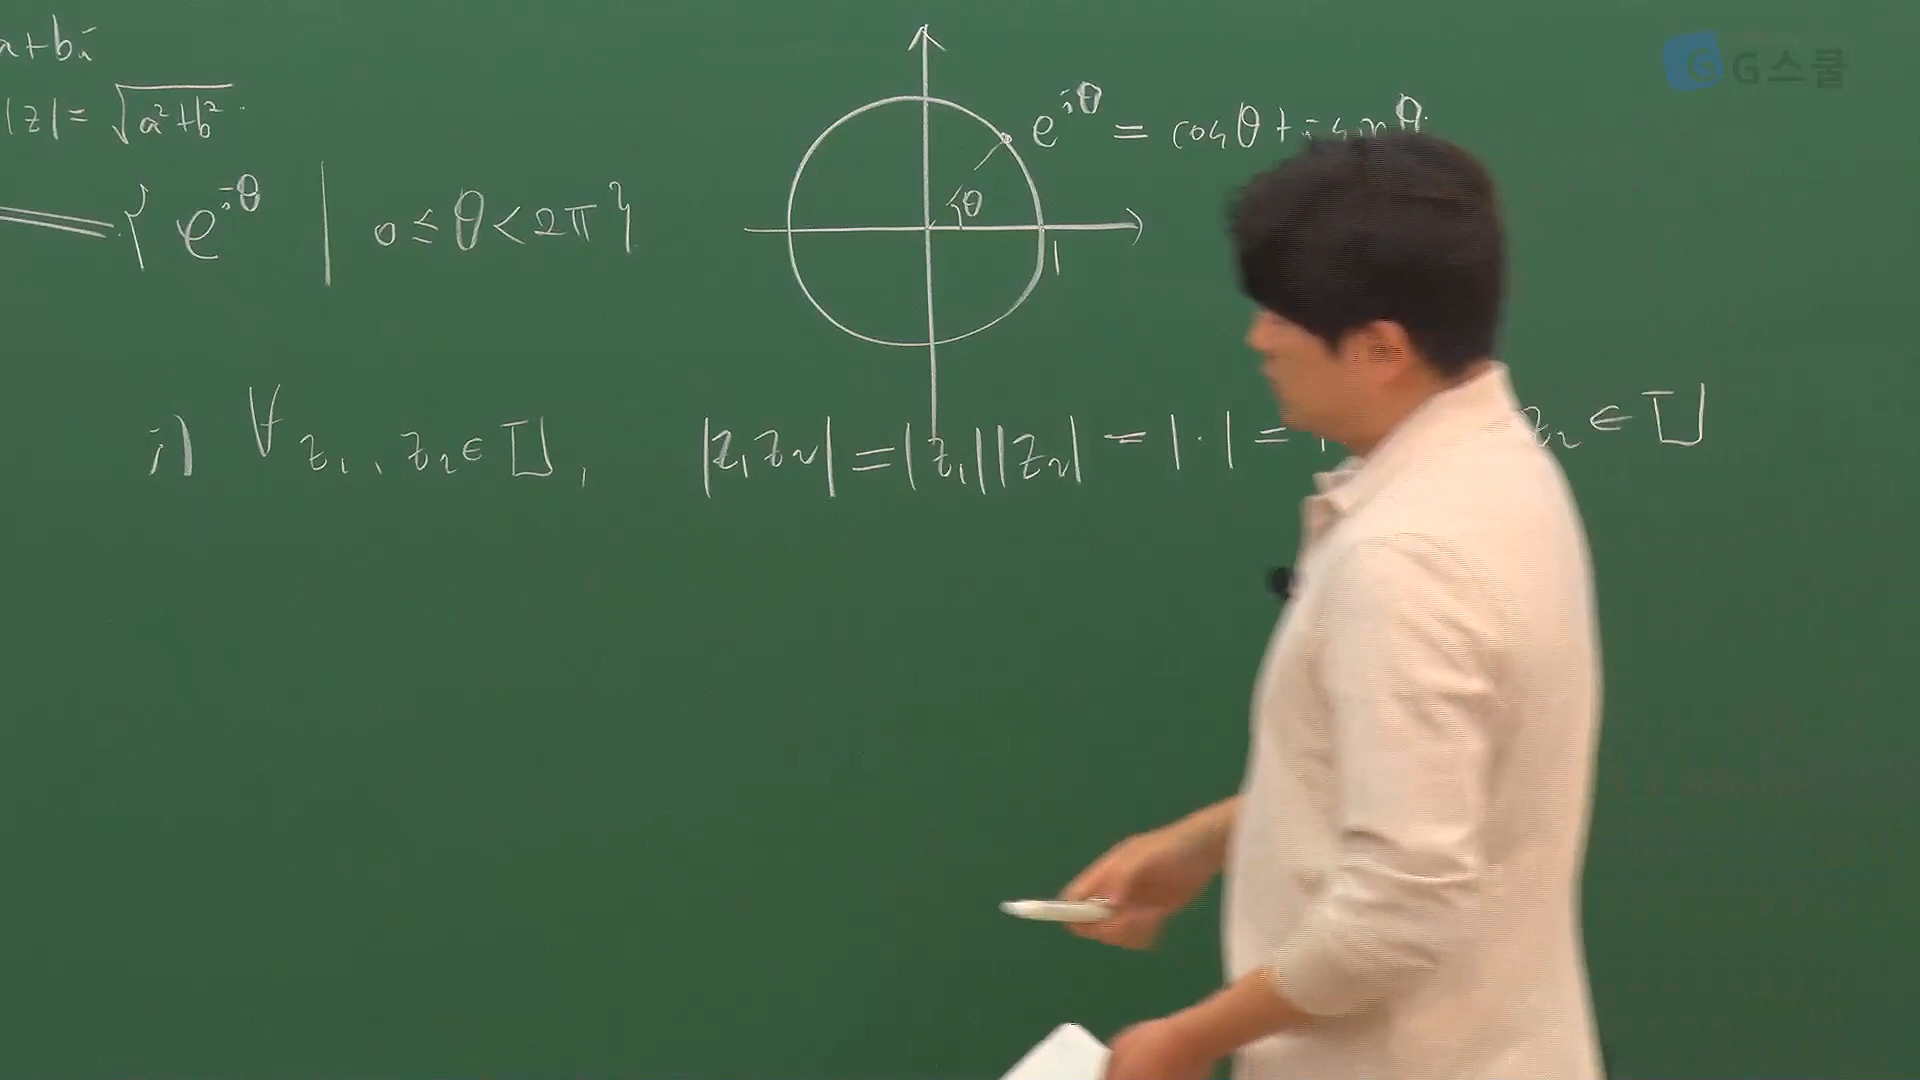 a+bi
|z| = √(a²+b²)
{ e^{iθ} | 0 ≤ θ < 2π }
e^{iθ} = cosθ + i sinθ
θ
1
i) ∀ z₁, z₂ ∈ 𝕌, |z₁z₂| = |z₁||z₂| = 1·1 = z₂ ∈ 𝕌
G G스쿨